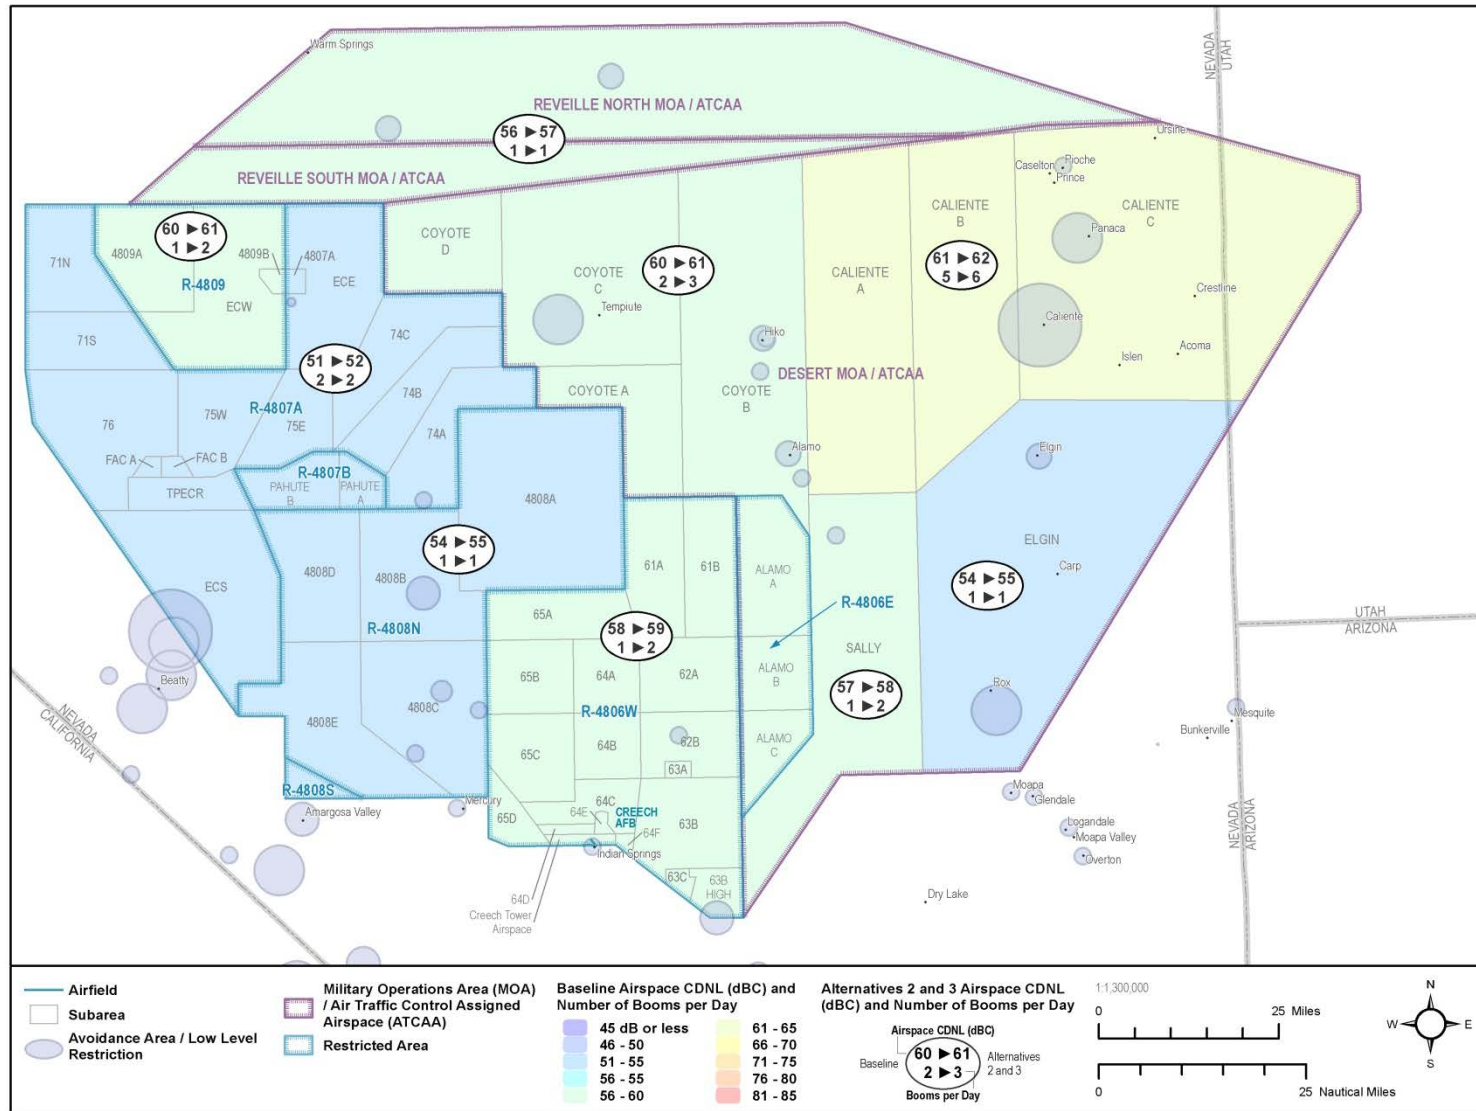 Warm Springs
NEVADA
UTAH
REVEILLE NORTH MOA / ATCAA
56 ▶ 57
1 ▶ 1
Ursine
REVEILLE SOUTH MOA / ATCAA
Caselton
Pioche
Prince
60 ▶ 61
1 ▶ 2
4809A
4809B
4807A
71N
R-4809
ECE
ECW
COYOTE
D
COYOTE
C
60 ▶ 61
2 ▶ 3
CALIENTE
A
CALIENTE
B
61 ▶ 62
5 ▶ 6
CALIENTE
C
Panaca
Crestline
Tempiute
Caliente
71S
74C
Hiko
Acoma
Islen
51 ▶ 52
2 ▶ 2
DESERT MOA / ATCAA
COYOTE A
COYOTE
B
74B
R-4807A
76
75W
75E
74A
Alamo
Elgin
FAC A
FAC B
R-4807B
TPECR
PAHUTE
B
PAHUTE
A
4808A
54 ▶ 55
1 ▶ 1
ELGIN
Carp
4808D
4808B
61A
61B
ALAMO
A
54 ▶ 55
1 ▶ 1
ECS
65A
R-4806E
UTAH
ARIZONA
R-4808N
58 ▶ 59
1 ▶ 2
SALLY
65B
64A
62A
ALAMO
B
57 ▶ 58
1 ▶ 2
Beatty
Rox
4808C
R-4806W
Mesquite
4808E
Bunkerville
NEVADA
CALIFORNIA
65C
64B
62B
63A
ALAMO
C
R-4808S
Moapa
Glendale
Amargosa Valley
Mercury
64C
64E
CREECH
AFB
65D
63B
64F
Logandale
Moapa Valley
NEVADA
ARIZONA
Indian Springs
Overton
63C
63B
HIGH
64D
Creech Tower
Airspace
Dry Lake
Airfield
Subarea
Avoidance Area / Low Level
Restriction
Military Operations Area (MOA)
/ Air Traffic Control Assigned
Airspace (ATCAA)
Restricted Area
Baseline Airspace CDNL (dBC) and
Number of Booms per Day
45 dB or less
46 - 50
51 - 55
56 - 55
56 - 60
61 - 65
66 - 70
71 - 75
76 - 80
81 - 85
Alternatives 2 and 3 Airspace CDNL
(dBC) and Number of Booms per Day
Airspace CDNL (dBC)
Baseline
60 ▶ 61
2 ▶ 3
Alternatives
2 and 3
Booms per Day
1:1,300,000
0 25 Miles
0 25 Nautical Miles
N
W E
S